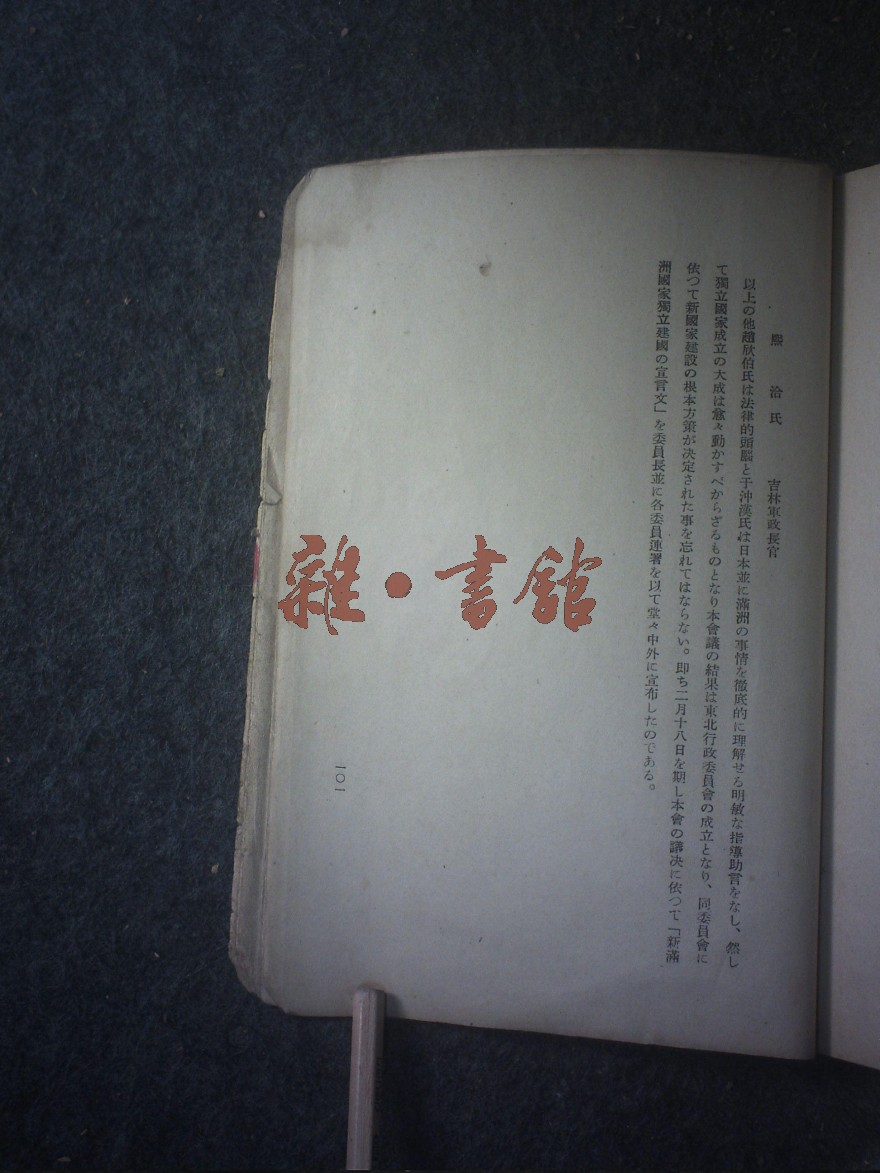 熙洽氏　吉林軍政長官
以上の他趙欣伯氏は法律的頭腦と于沖漢氏は日本並に滿洲の事情を徹底的に理解せる明敏な指導助言をなし、然し
て獨立國家成立の大成は愈々動かすべからざるものとなり本會議の結果は東北行政委員會の成立となり、同委員會に
依つて新國家建設の根本方策が決定された事を忘れてはならない。即ち二月十八日を期し本會の議决に依つて「新滿
洲國家獨立建國の宣言文」を委員長並に各委員連署を以て堂々中外に宣布したのである。
一〇一
雜・書館